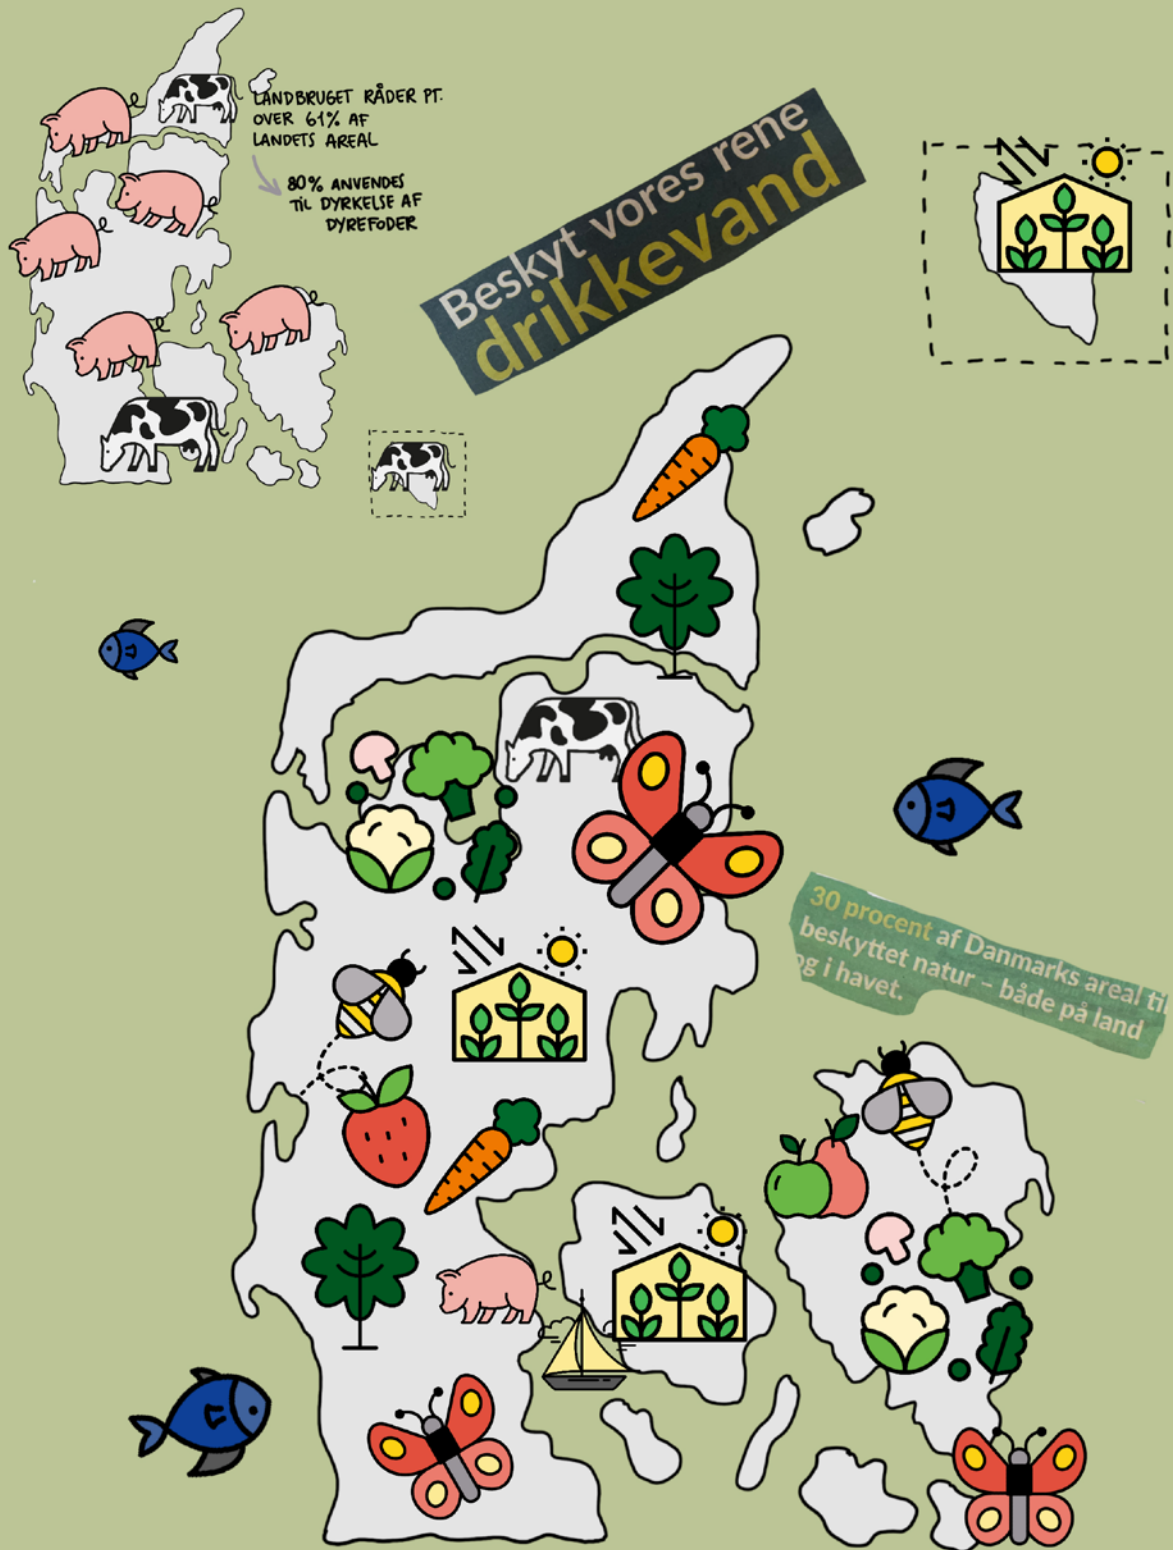 LANDBRUGET RÅDER PT.
OVER 61% AF
LANDETS AREAL
80% ANVENDES
TIL DYRKELSE AF
DYREFODER
Beskyt vores rene
drikkevand
30 procent af Danmarks areal til
beskyttet natur – både på land
og i havet.